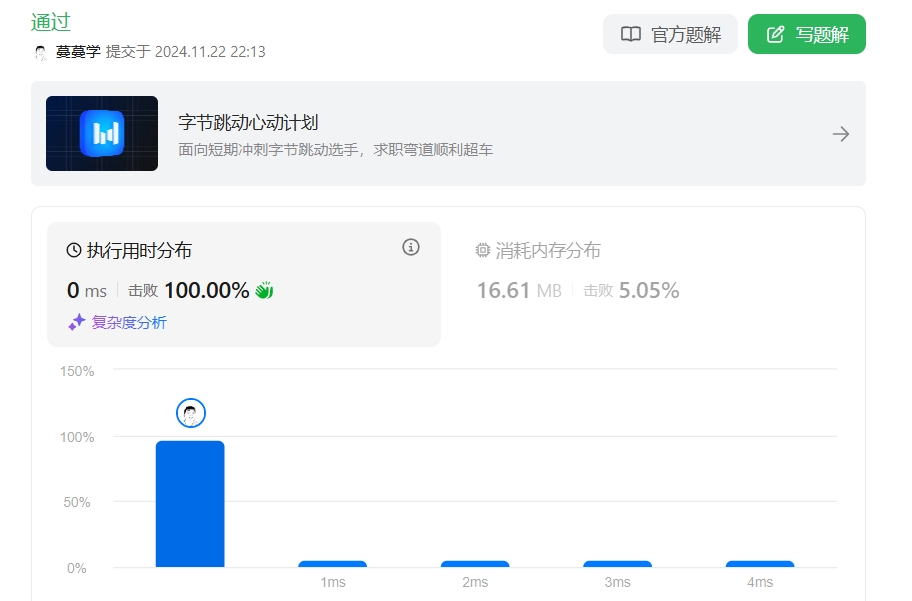 通过
蘷蘷学 提交于 2024.11.22 22:13
官方题解
写题解
字节跳动心动计划
面向短期冲刺字节跳动选手，求职弯道顺利超车
执行用时分布
0 ms 击败 100.00%
复杂度分析
消耗内存分布
16.61 MB 击败 5.05%
150%
100%
50%
0%
1ms
2ms
3ms
4ms